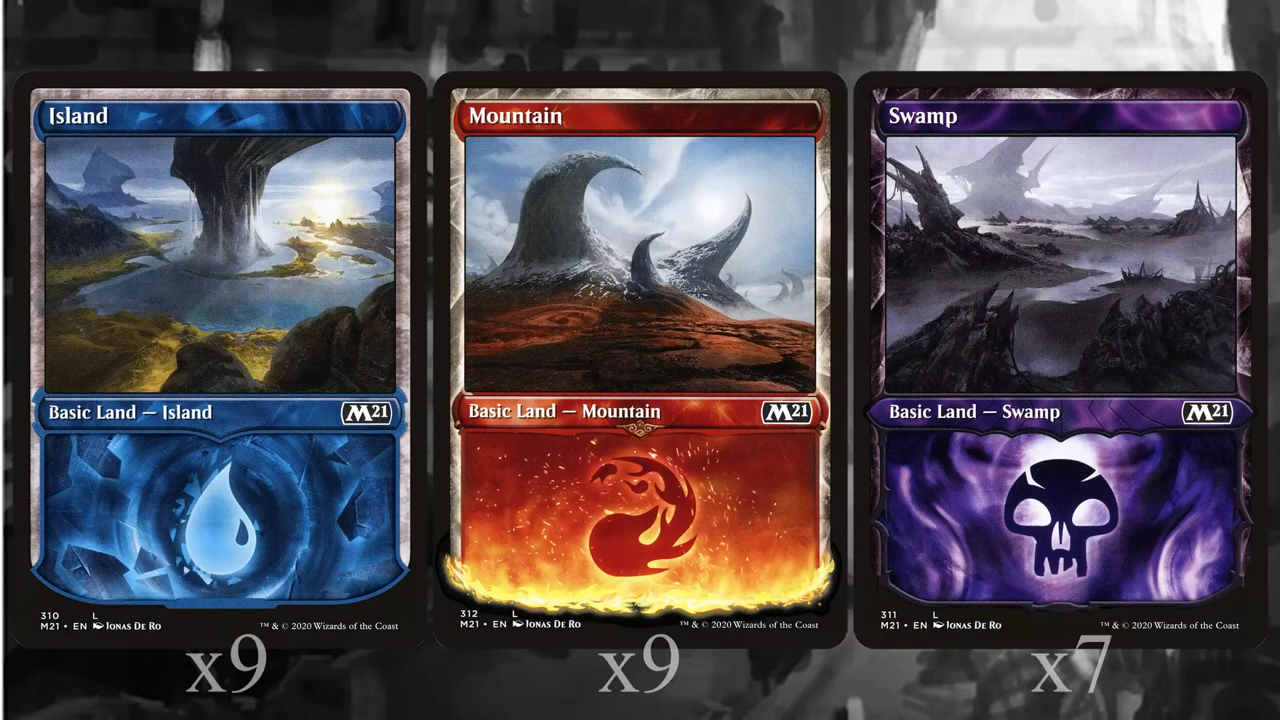 Island
Basic Land — Island
M21
310 L
M21 • EN Jonas De Ro
™ & © 2020 Wizards of the Coast
x9
Mountain
Basic Land — Mountain
M21
312 L
M21 • EN Jonas De Ro
™ & © 2020 Wizards of the Coast
x9
Swamp
Basic Land — Swamp
M21
311 L
M21 • EN Jonas De Ro
™ & © 2020 Wizards of the Coast
x7